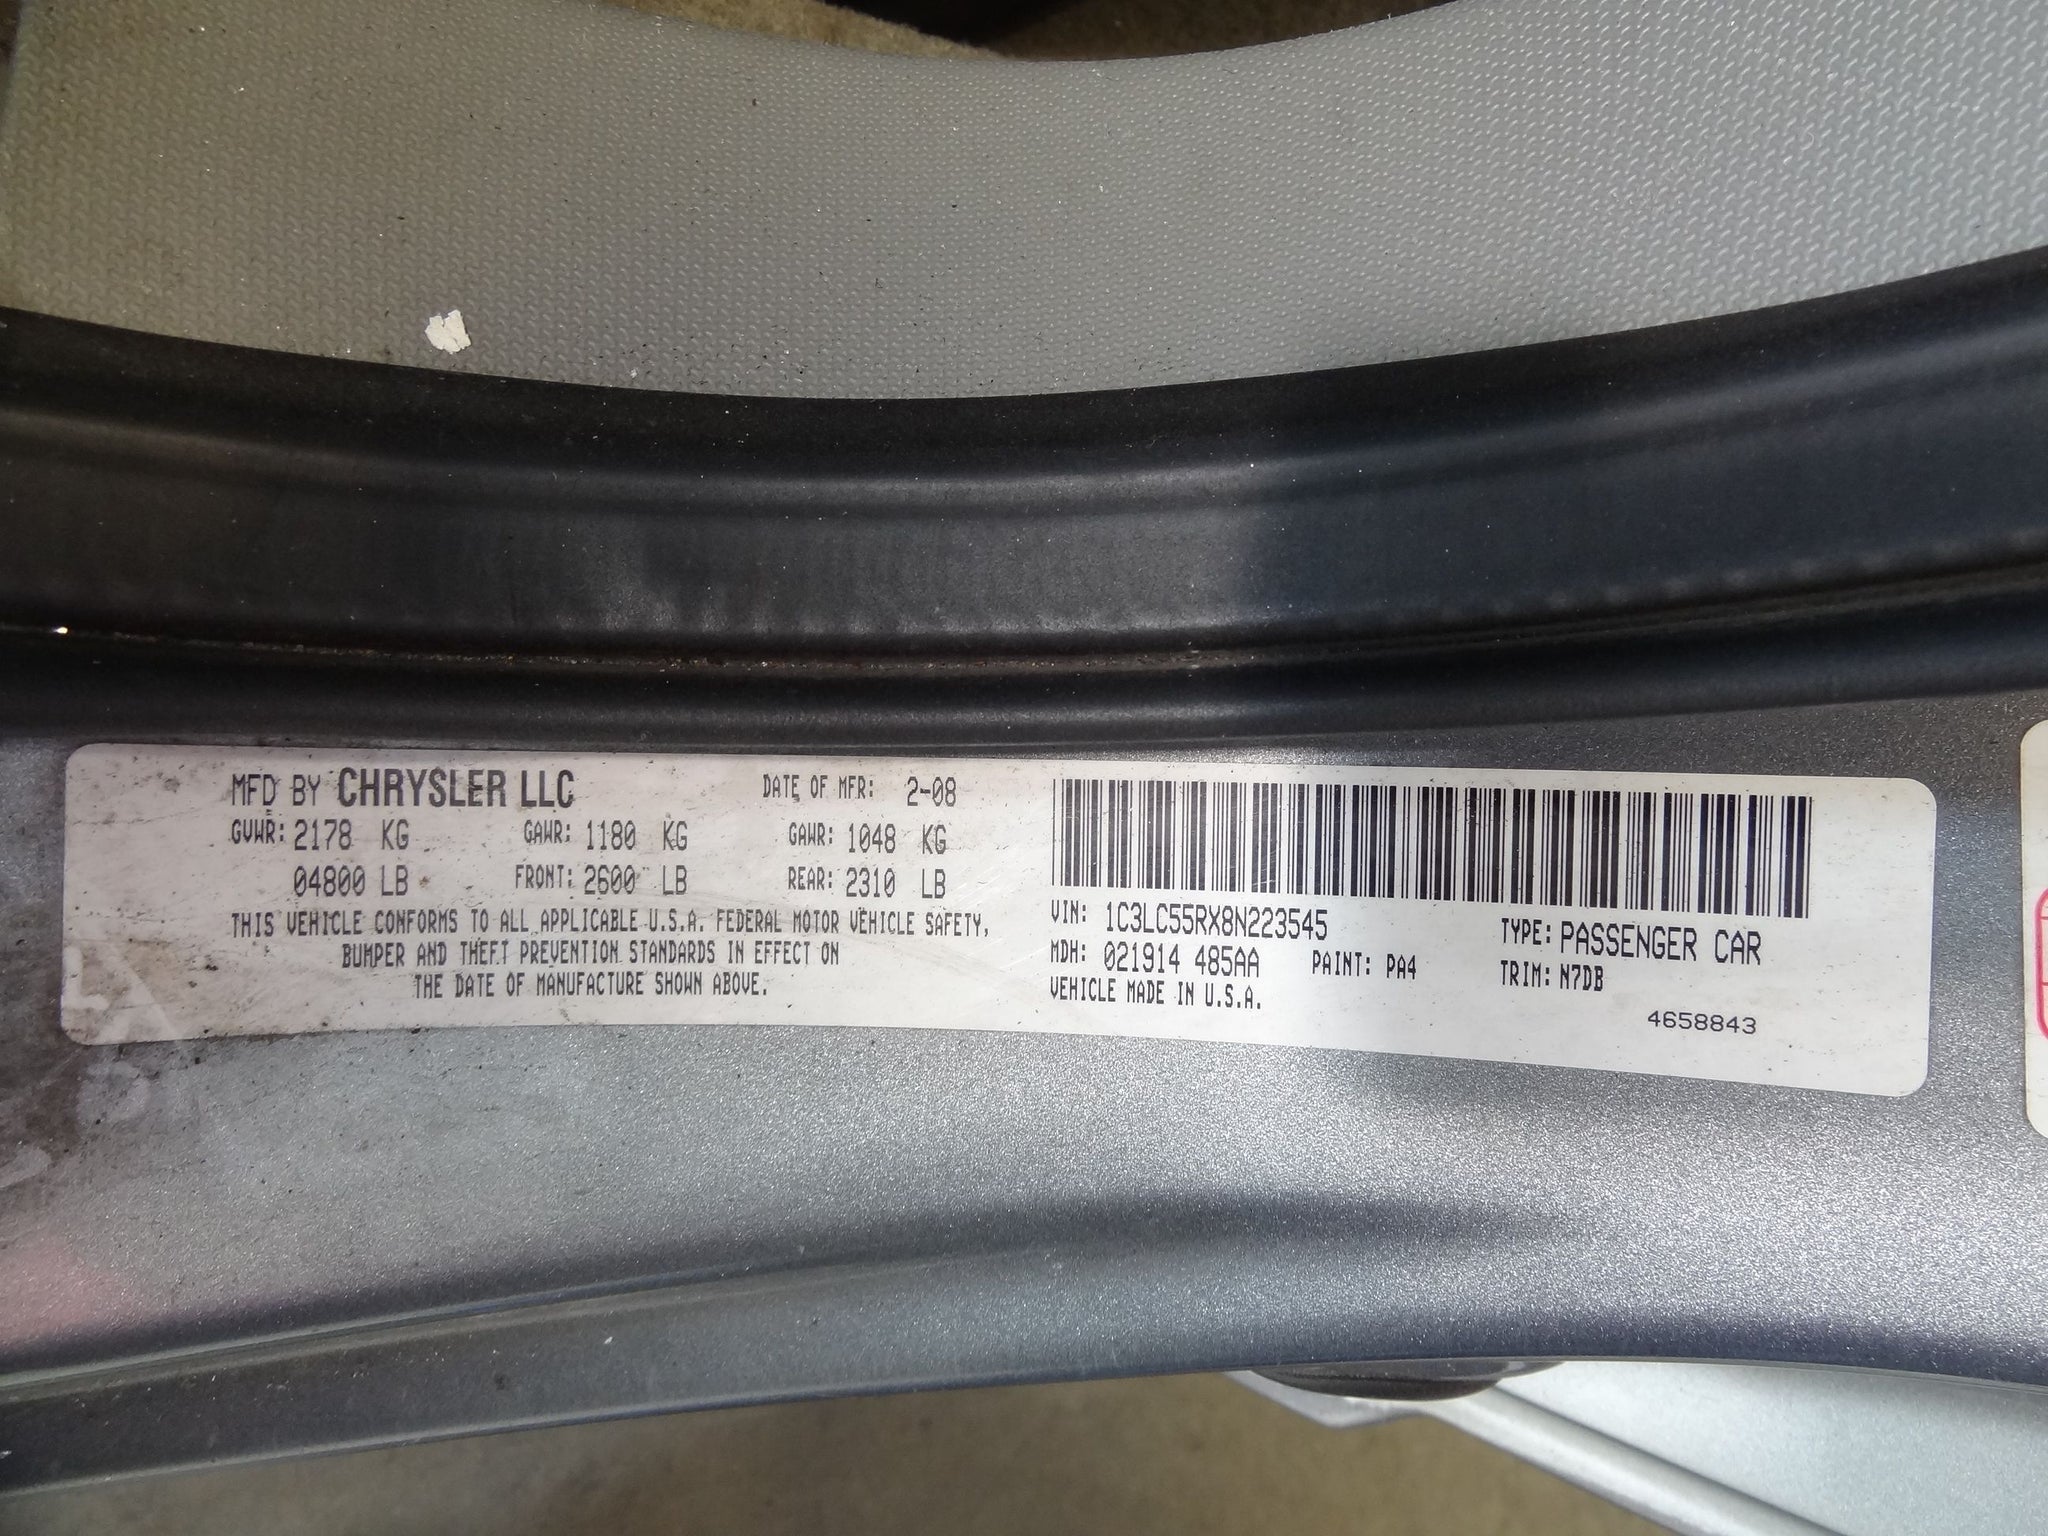 MFD BY CHRYSLER LLC DATE OF MFR: 2-08
GVWR: 2178 KG GAWR: 1180 KG GAWR: 1048 KG
04800 LB FRONT: 2600 LB REAR: 2310 LB
THIS VEHICLE CONFORMS TO ALL APPLICABLE U.S.A. FEDERAL MOTOR VEHICLE SAFETY,
BUMPER AND THEFT PREVENTION STANDARDS IN EFFECT ON
THE DATE OF MANUFACTURE SHOWN ABOVE.
VIN: 1C3LC55RX8N223545 TYPE: PASSENGER CAR
MDH: 021914 485AA PAINT: PA4 TRIM: N7DB
VEHICLE MADE IN U.S.A.
4658843